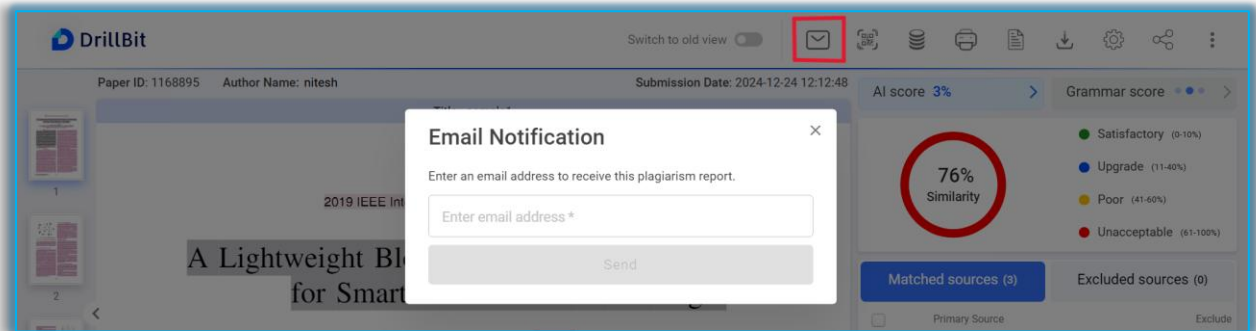 DrillBit
Switch to old view
Paper ID: 1168895 Author Name: nitesh Submission Date: 2024-12-24 12:12:48
AI score 3%
Grammar score
Email Notification
Enter an email address to receive this plagiarism report.
Enter email address *
Send
1
2019 IEEE Int
A Lightweight Bl
for Smart
2
76%
Similarity
Satisfactory (0-10%)
Upgrade (11-40%)
Poor (41-60%)
Unacceptable (61-100%)
Matched sources (3)
Excluded sources (0)
Primary Source
Exclude